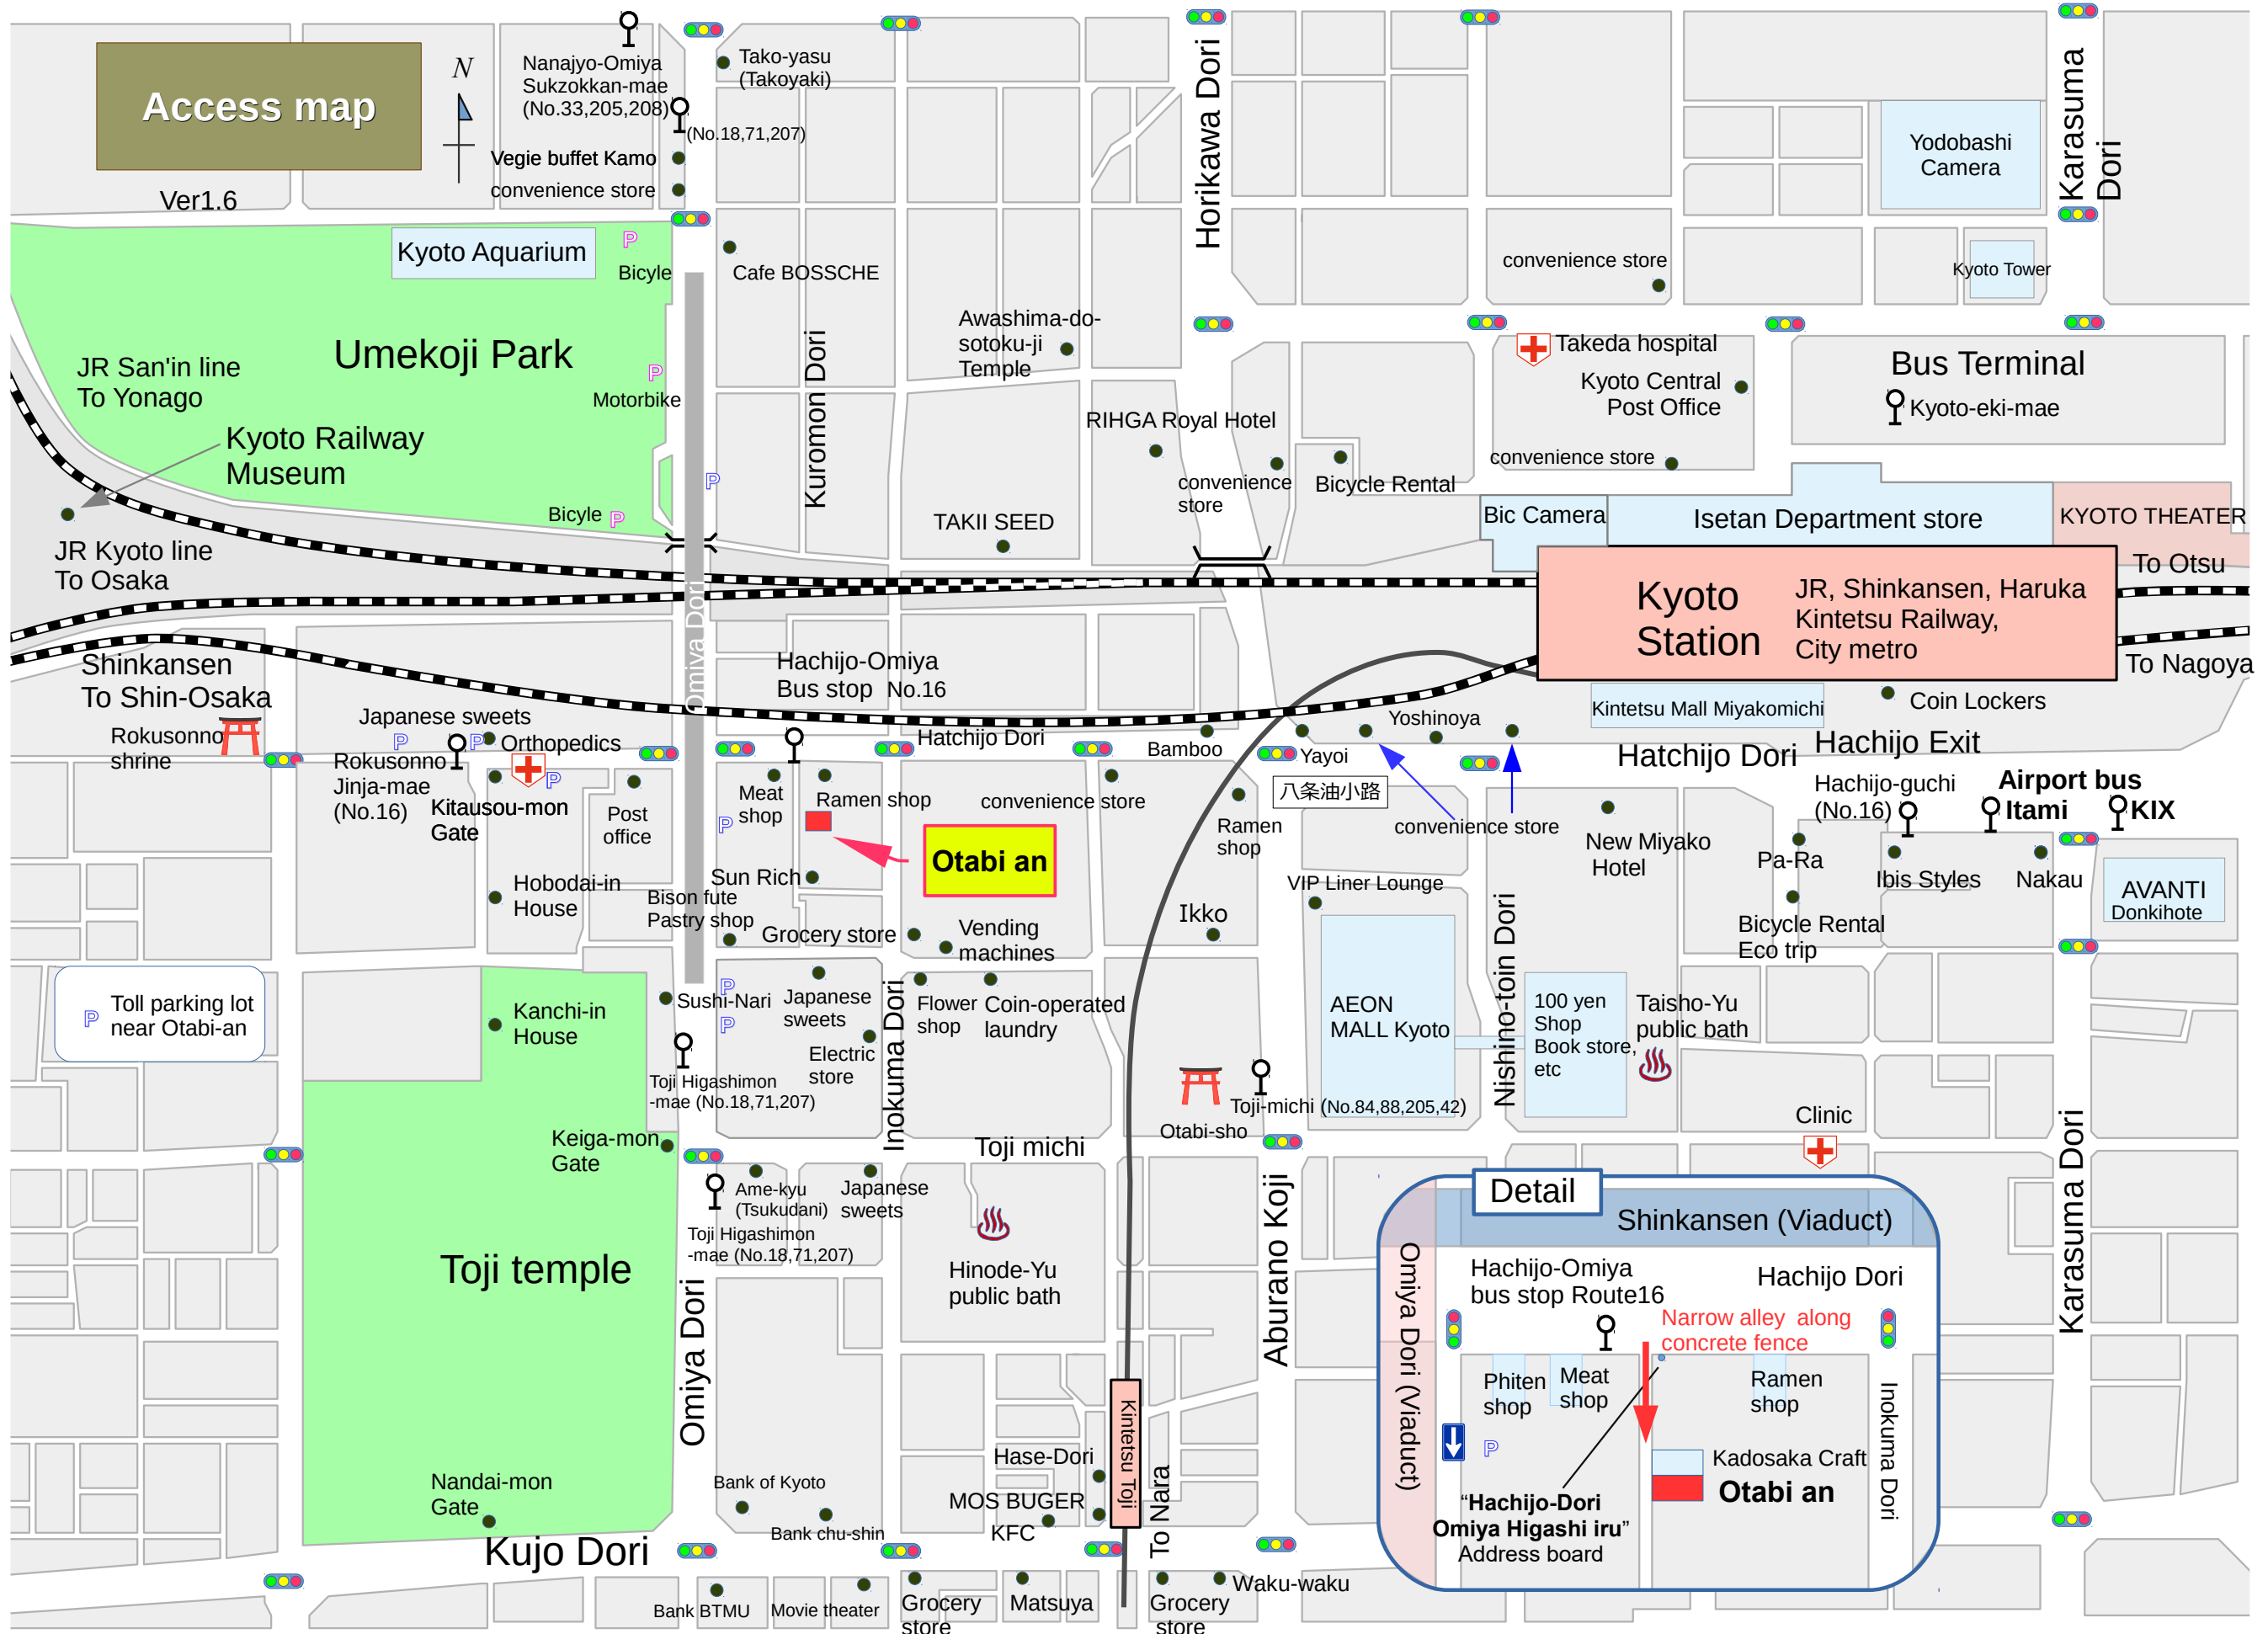 Access map
Ver1.6
N
Nanajyo-Omiya
Sukzokkan-mae
(No.33,205,208)
(No.18,71,207)
Vegie buffet Kamo
convenience store
Tako-yasu
(Takoyaki)
Horikawa Dori
Karasuma
Dori
Yodobashi
Camera
Kyoto Tower
convenience store
Kyoto Aquarium
P
Bicyle
Cafe BOSSCHE
Umekoji Park
P
Motorbike
Kuromon Dori
Awashima-do-
sotoku-ji
Temple
Takeda hospital
Kyoto Central
Post Office
Bus Terminal
Kyoto-eki-mae
JR San'in line
To Yonago
Kyoto Railway
Museum
RIHGA Royal Hotel
convenience
store
Bicycle Rental
convenience store
P
Bicyle
P
TAKII SEED
Bic Camera
Isetan Department store
KYOTO THEATER
JR Kyoto line
To Osaka
To Otsu
Kyoto
Station
JR, Shinkansen, Haruka
Kintetsu Railway,
City metro
To Nagoya
Omiya Dori
Shinkansen
To Shin-Osaka
Hachijo-Omiya
Bus stop No.16
Kintetsu Mall Miyakomichi
Coin Lockers
Rokusonno
shrine
Japanese sweets
P
P
Orthopedics
P
Rokusonno
Jinja-mae
(No.16)
Kitausou-mon
Gate
Post
office
Hatchijo Dori
Bamboo
Yayoi
Yoshinoya
八条油小路
convenience store
Hatchijo Dori
Hachijo Exit
Hachijo-guchi
(No.16)
Airport bus
Itami
KIX
Meat
shop
P
Ramen shop
convenience store
Otabi an
Ramen
shop
New Miyako
Hotel
Pa-Ra
Ibis Styles
Nakau
AVANTI
Donkihote
Bicycle Rental
Eco trip
Hobodai-in
House
Bison fute
Pastry shop
Sun Rich
Grocery store
Vending
machines
Ikko
VIP Liner Lounge
Nishino-toin Dori
P
Toll parking lot
near Otabi-an
Kanchi-in
House
Sushi-Nari
P
P
Japanese
sweets
Electric
store
Inokuma Dori
Flower
shop
Coin-operated
laundry
AEON
MALL Kyoto
100 yen
Shop
Book store,
etc
Taisho-Yu
public bath
Toji Higashimon
-mae (No.18,71,207)
Toji-michi (No.84,88,205,42)
Otabi-sho
Clinic
Keiga-mon
Gate
Toji michi
Ame-kyu
(Tsukudani)
Japanese
sweets
Toji Higashimon
-mae (No.18,71,207)
Toji temple
Omiya Dori
Hinode-Yu
public bath
Aburano Koji
Karasuma Dori
Nandai-mon
Gate
Kujo Dori
Bank of Kyoto
Bank chu-shin
Hase-Dori
MOS BUGER
KFC
Kintetsu Toji
To Nara
Bank BTMU
Movie theater
Grocery
store
Matsuya
Grocery
store
Waku-waku
Detail
Shinkansen (Viaduct)
Omiya Dori (Viaduct)
Hachijo-Omiya
bus stop Route16
Hachijo Dori
Narrow alley along
concrete fence
Phiten
shop
Meat
shop
Ramen
shop
P
Inokuma Dori
Kadosaka Craft
Otabi an
“Hachijo-Dori
Omiya Higashi iru”
Address board